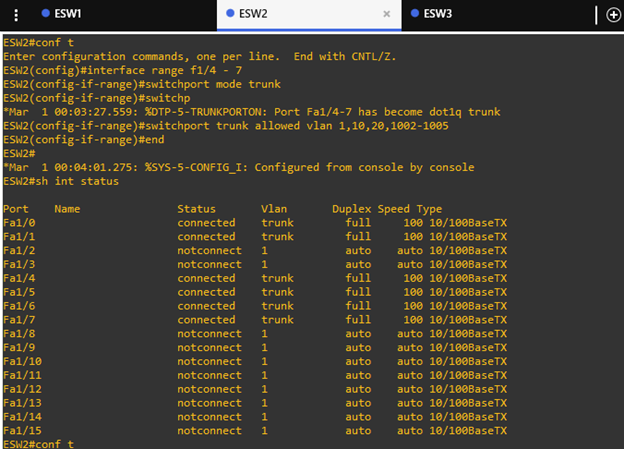 ESW1 ESW2 × ESW3
ESW2#conf t
Enter configuration commands, one per line.  End with CNTL/Z.
ESW2(config)#interface range f1/4 - 7
ESW2(config-if-range)#switchport mode trunk
ESW2(config-if-range)#switchp
*Mar  1 00:03:27.559: %DTP-5-TRUNKPORTON: Port Fa1/4-7 has become dot1q trunk
ESW2(config-if-range)#switchport trunk allowed vlan 1,10,20,1002-1005
ESW2(config-if-range)#end
ESW2#
*Mar  1 00:04:01.275: %SYS-5-CONFIG_I: Configured from console by console
ESW2#sh int status
Port    Name               Status       Vlan       Duplex Speed Type
Fa1/0                      connected    trunk        full     100 10/100BaseTX
Fa1/1                      connected    trunk        full     100 10/100BaseTX
Fa1/2                      notconnect   1            auto    auto 10/100BaseTX
Fa1/3                      notconnect   1            auto    auto 10/100BaseTX
Fa1/4                      connected    trunk        full     100 10/100BaseTX
Fa1/5                      connected    trunk        full     100 10/100BaseTX
Fa1/6                      connected    trunk        full     100 10/100BaseTX
Fa1/7                      connected    trunk        full     100 10/100BaseTX
Fa1/8                      notconnect   1            auto    auto 10/100BaseTX
Fa1/9                      notconnect   1            auto    auto 10/100BaseTX
Fa1/10                     notconnect   1            auto    auto 10/100BaseTX
Fa1/11                     notconnect   1            auto    auto 10/100BaseTX
Fa1/12                     notconnect   1            auto    auto 10/100BaseTX
Fa1/13                     notconnect   1            auto    auto 10/100BaseTX
Fa1/14                     notconnect   1            auto    auto 10/100BaseTX
Fa1/15                     notconnect   1            auto    auto 10/100BaseTX
ESW2#conf t